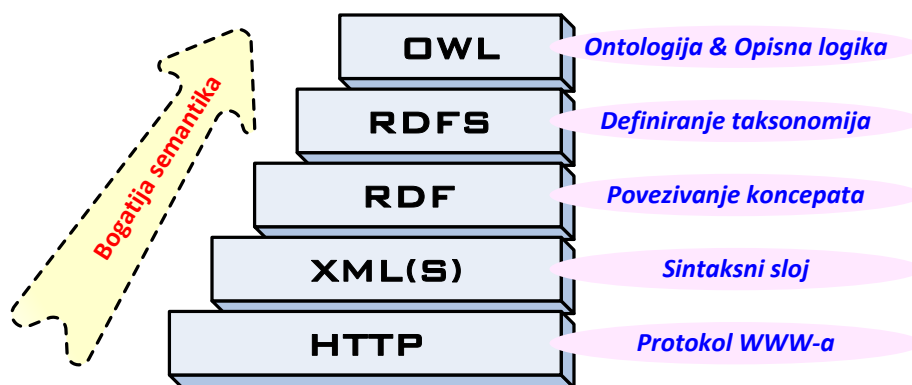 OWL
Ontologija & Opisna logika
RDFS
Definiranje taksonomija
Bogatija semantika
RDF
Povezivanje koncepata
XML(S)
Sintaksni sloj
HTTP
Protokol WWW-a